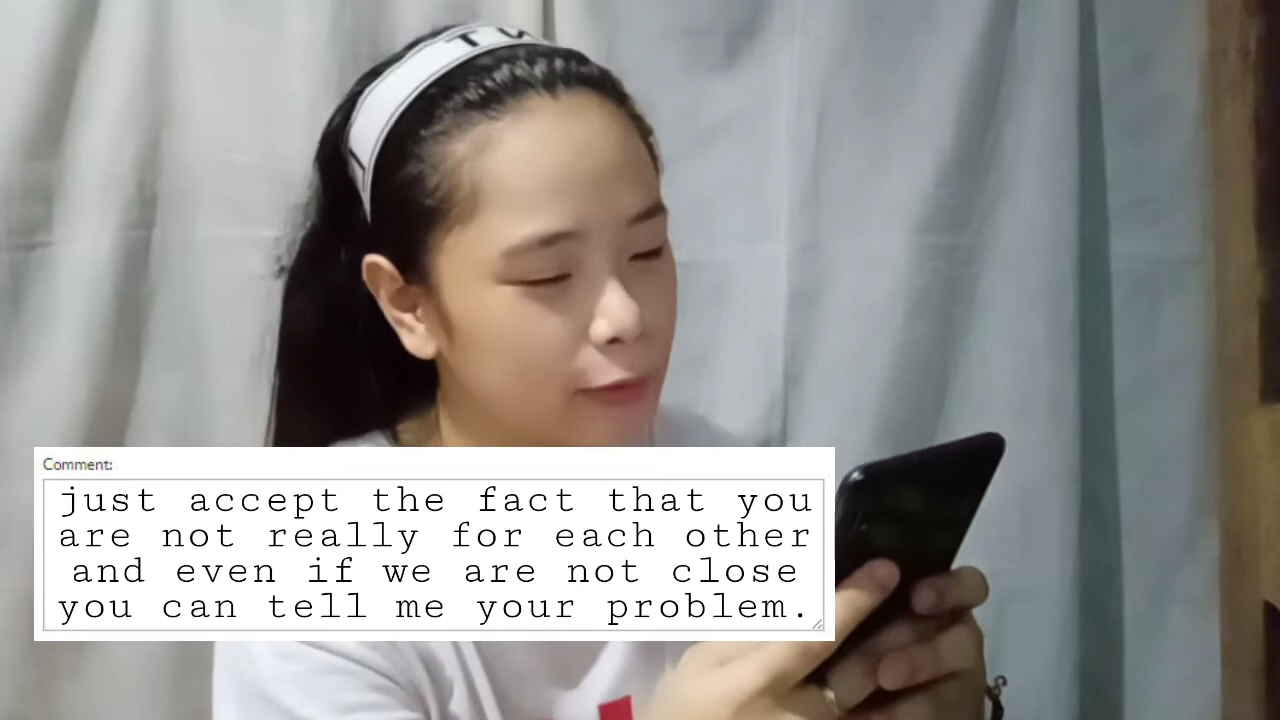 TW
Comment:
just accept the fact that you
are not really for each other
and even if we are not close
you can tell me your problem.